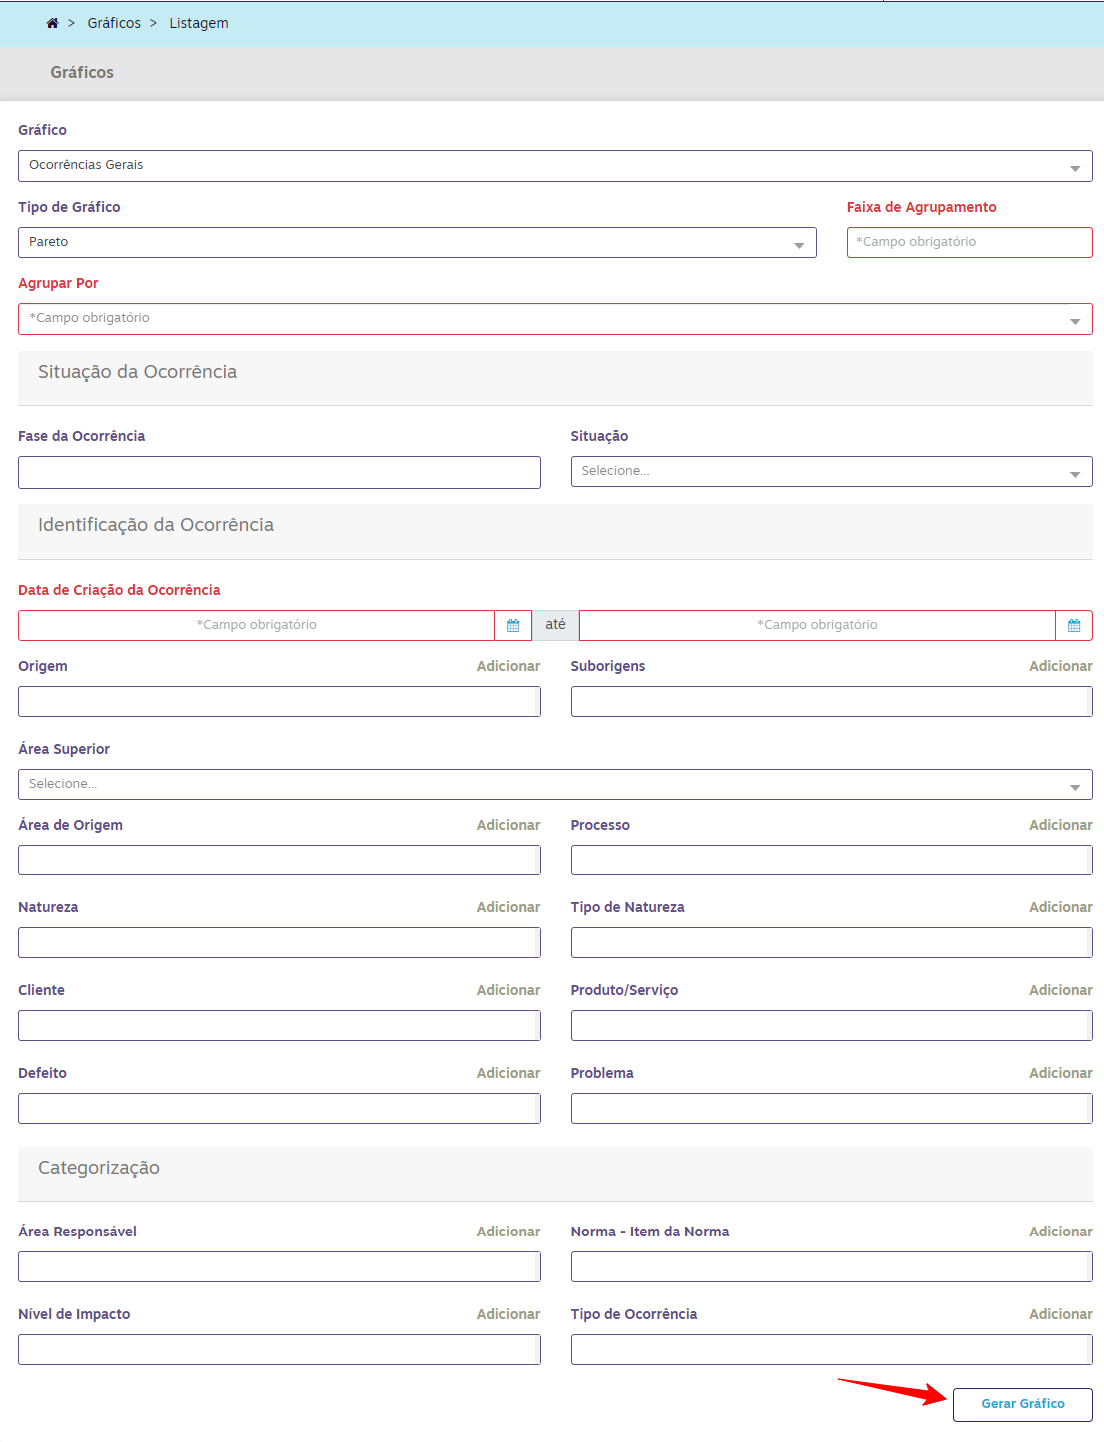 > Gráficos > Listagem
Gráficos
Gráfico
Ocorrências Gerais
Tipo de Gráfico Faixa de Agrupamento
Pareto *Campo obrigatório
Agrupar Por
*Campo obrigatório
Situação da Ocorrência
Fase da Ocorrência Situação
Selecione...
Identificação da Ocorrência
Data de Criação da Ocorrência
*Campo obrigatório até *Campo obrigatório
Origem Adicionar Suborigens Adicionar
Área Superior
Selecione...
Área de Origem Adicionar Processo Adicionar
Natureza Adicionar Tipo de Natureza Adicionar
Cliente Adicionar Produto/Serviço Adicionar
Defeito Adicionar Problema Adicionar
Categorização
Área Responsável Adicionar Norma - Item da Norma Adicionar
Nível de Impacto Adicionar Tipo de Ocorrência Adicionar
Gerar Gráfico